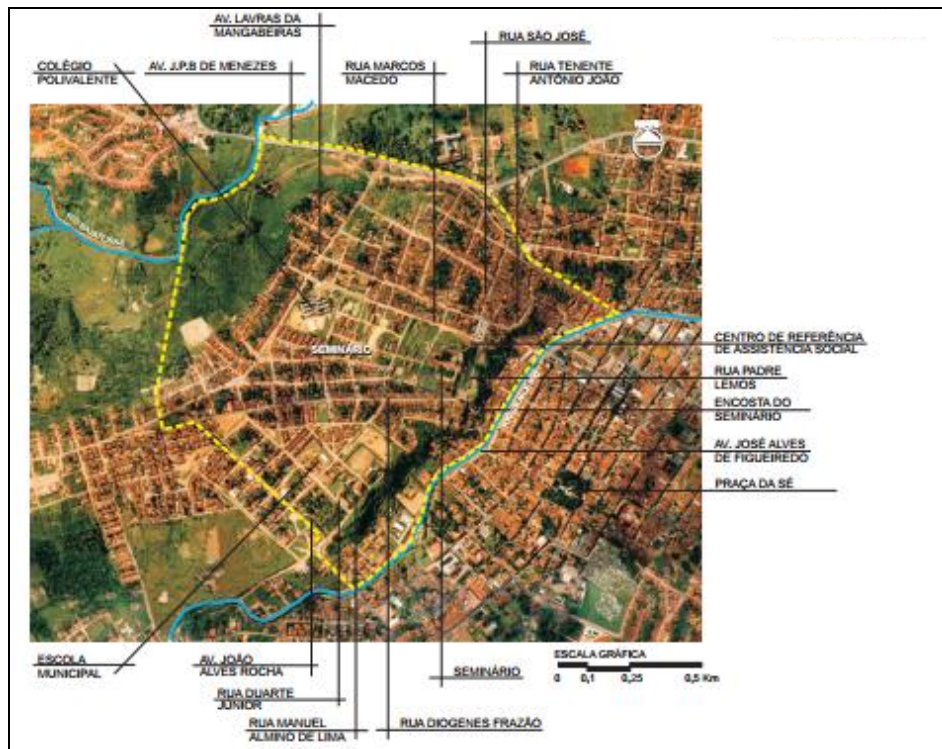 AV. LAVRAS DA
MANGABEIRAS
RUA SÃO JOSÉ
COLÉGIO
POLIVALENTE
AV. J.P.B DE MENEZES
RUA MARCOS
MACEDO
RUA TENENTE
ANTÔNIO JOÃO
SEMINÁRIO
CENTRO DE REFERÊNCIA
DE ASSISTÊNCIA SOCIAL
RUA PADRE
LEMOS
ENCOSTA DO
SEMINÁRIO
AV. JOSÉ ALVES
DE FIGUEIREDO
PRAÇA DA SÉ
ESCOLA
MUNICIPAL
AV. JOÃO
ALVES ROCHA
SEMINÁRIO
ESCALA GRÁFICA
0 0,1 0,25 0,5 Km
RUA DUARTE
JÚNIOR
RUA MANUEL
ALMINO DE LIMA
RUA DIOGENES FRAZÃO